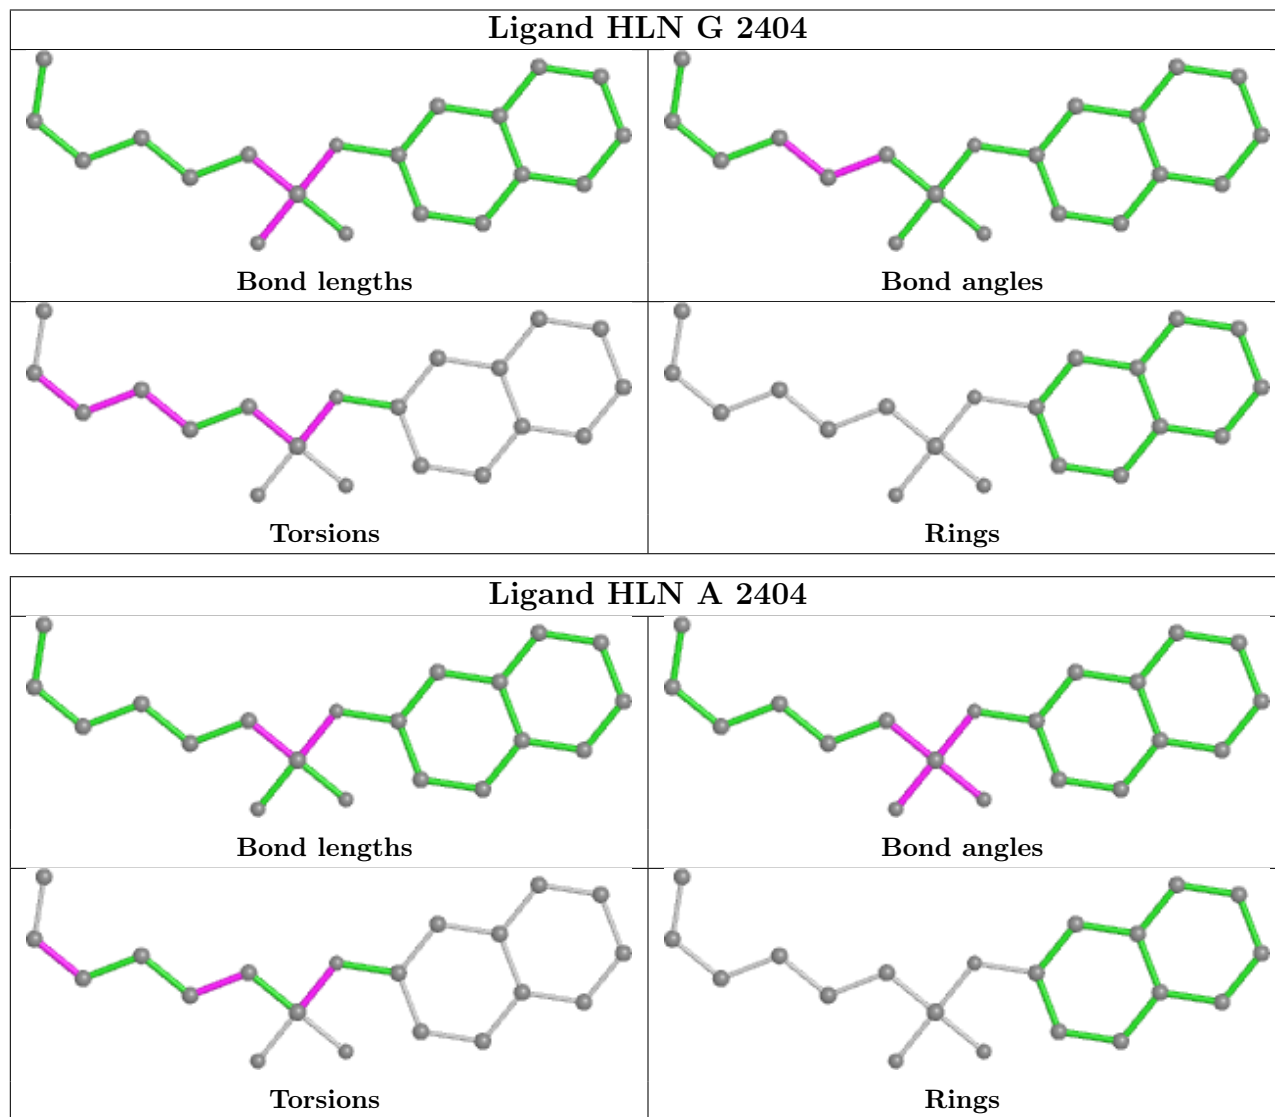 Ligand HLN G 2404
Bond lengths
Bond angles
Torsions
Rings
Ligand HLN A 2404
Bond lengths
Bond angles
Torsions
Rings